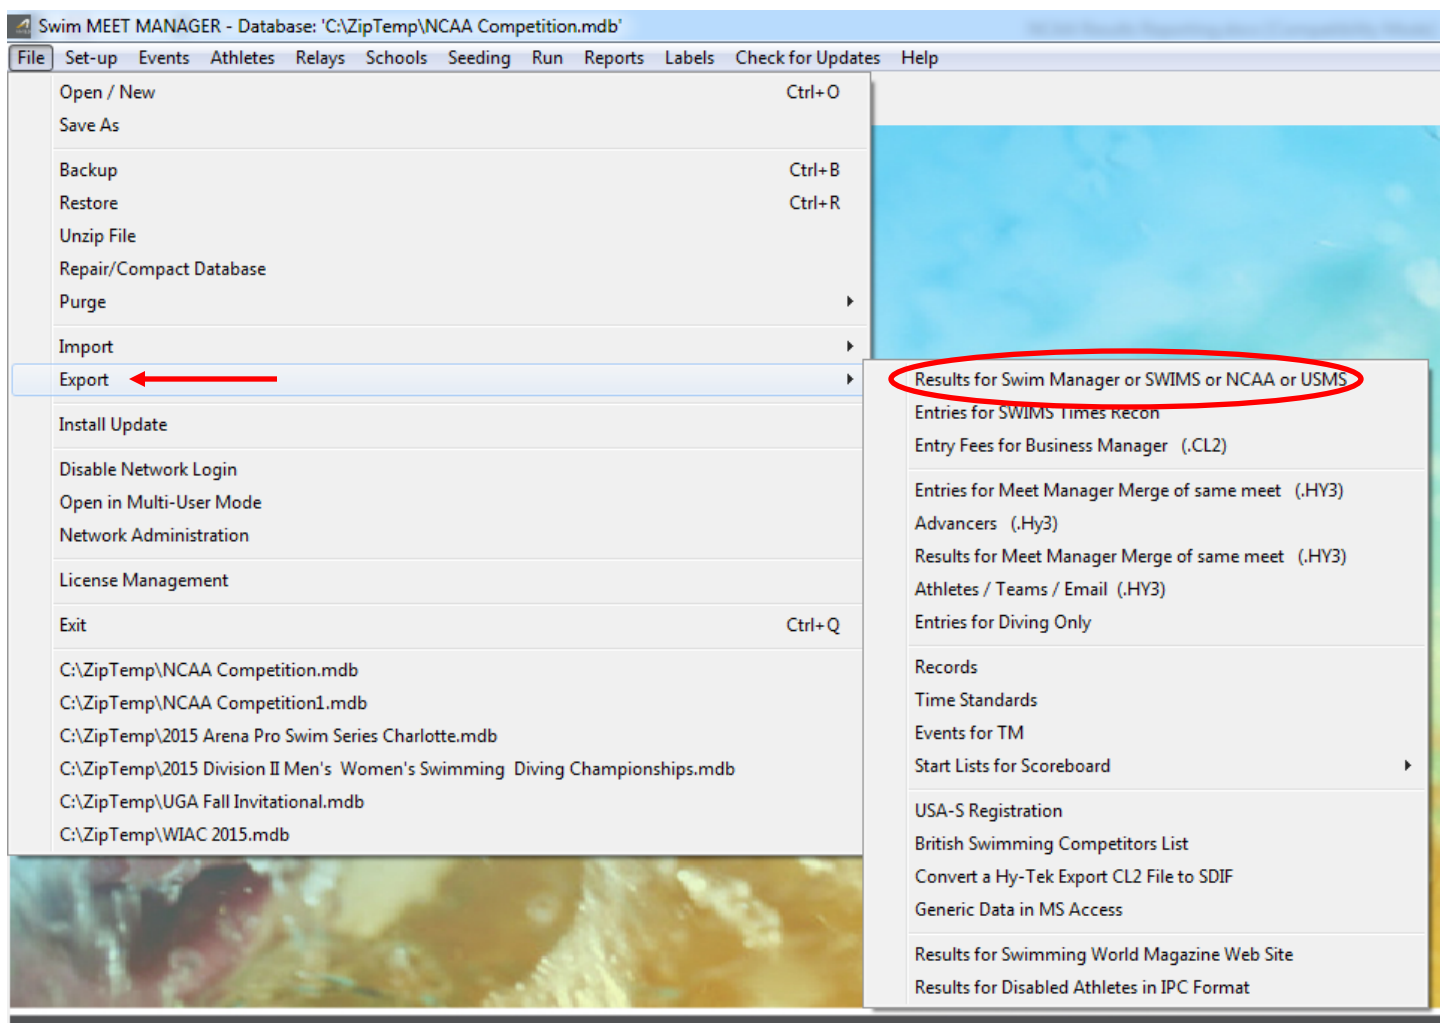 Swim MEET MANAGER - Database: 'C:\ZipTemp\NCAA Competition.mdb'
File Set-up Events Athletes Relays Schools Seeding Run Reports Labels Check for Updates Help
Open / New Ctrl+O
Save As
Backup Ctrl+B
Restore Ctrl+R
Unzip File
Repair/Compact Database
Purge
Import
Export
Install Update
Disable Network Login
Open in Multi-User Mode
Network Administration
License Management
Exit Ctrl+Q
C:\ZipTemp\NCAA Competition.mdb
C:\ZipTemp\NCAA Competition1.mdb
C:\ZipTemp\2015 Arena Pro Swim Series Charlotte.mdb
C:\ZipTemp\2015 Division II Men's Women's Swimming Diving Championships.mdb
C:\ZipTemp\UGA Fall Invitational.mdb
C:\ZipTemp\WIAC 2015.mdb
Results for Swim Manager or SWIMS or NCAA or USMS
Entries for SWIMS Times Recon
Entry Fees for Business Manager (.CL2)
Entries for Meet Manager Merge of same meet (.HY3)
Advancers (.Hy3)
Results for Meet Manager Merge of same meet (.HY3)
Athletes / Teams / Email (.HY3)
Entries for Diving Only
Records
Time Standards
Events for TM
Start Lists for Scoreboard
USA-S Registration
British Swimming Competitors List
Convert a Hy-Tek Export CL2 File to SDIF
Generic Data in MS Access
Results for Swimming World Magazine Web Site
Results for Disabled Athletes in IPC Format